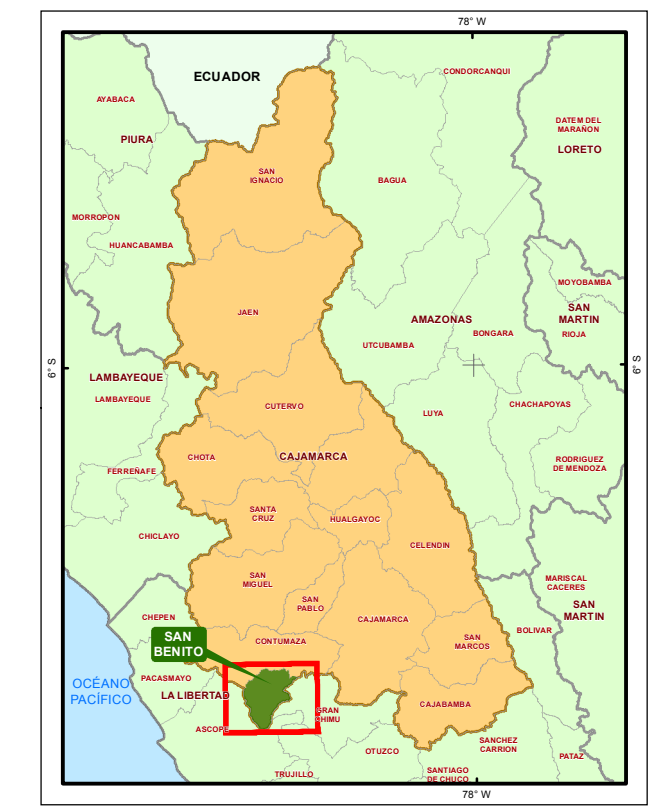 78° W
ECUADOR
CONDORCANQUI
AYABACA
DATEM DEL
MARAÑON
PIURA
LORETO
SAN
IGNACIO
BAGUA
MORROPON
HUANCABAMBA
MOYOBAMBA
JAEN
SAN
MARTIN
AMAZONAS
BONGARA
RIOJA
UTCUBAMBA
6° S
6° S
LAMBAYEQUE
LAMBAYEQUE
CUTERVO
CHACHAPOYAS
LUYA
CHOTA
CAJAMARCA
FERREÑAFE
RODRIGUEZ
DE MENDOZA
SANTA
CRUZ
HUALGAYOC
CHICLAYO
CELENDIN
SAN
MIGUEL
MARISCAL
CACERES
SAN
PABLO
SAN
MARTIN
CHEPEN
CAJAMARCA
BOLIVAR
SAN
BENITO
CONTUMAZA
SAN
MARCOS
PACASMAYO
OCÉANO
PACÍFICO
LA LIBERTAD
CAJABAMBA
GRAN
CHIMU
ASCOPE
SANCHEZ
CARRION
OTUZCO
PATAZ
TRUJILLO
SANTIAGO
DE CHUCO
78° W